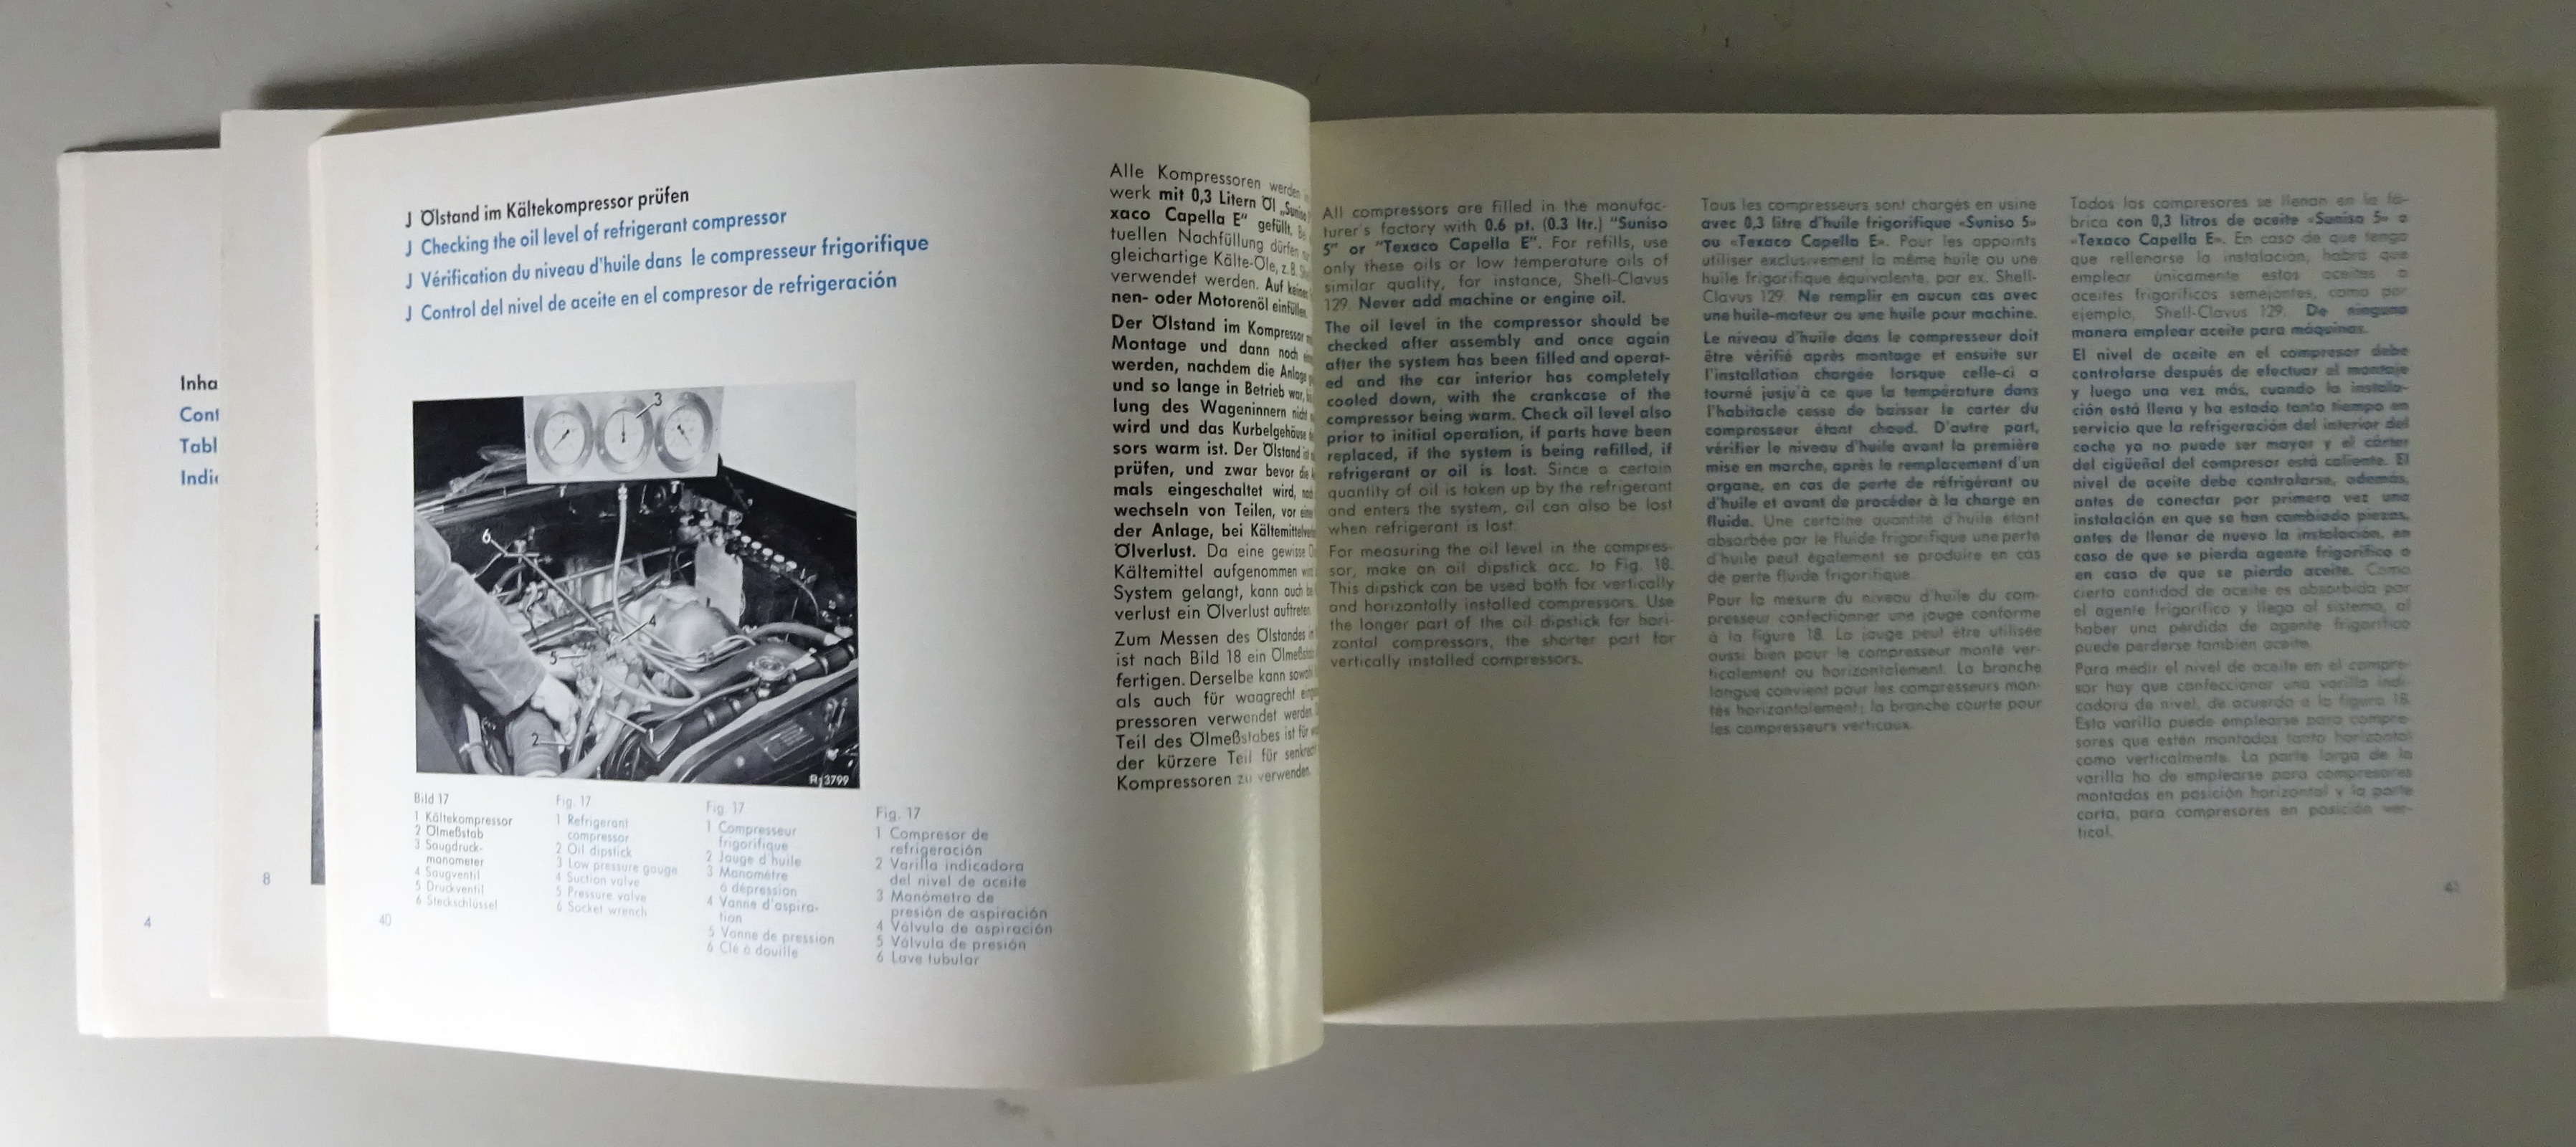 Inha
Cont
Tabl
Indi
4
8
J Ölstand im Kältekompressor prüfen
J Checking the oil level of refrigerant compressor
J Vérification du niveau d'huile dans le compresseur frigorifique
J Control del nivel de aceite en el compresor de refrigeración
3
6
4
5
2
1
R 3799
Bild 17
1 Kältekompressor
2 Ölmeßstab
3 Saugdruck-
manometer
4 Saugventil
5 Druckventil
6 Steckschlüssel
Fig. 17
1 Refrigerant
compressor
2 Oil dipstick
3 Low pressure gauge
4 Suction valve
5 Pressure valve
6 Socket wrench
Fig. 17
1 Compresseur
frigorifique
2 Jauge d'huile
3 Manomètre
à dépression
4 Vanne d'aspira-
tion
5 Vanne de pression
6 Clé à douille
Fig. 17
1 Compresor de
refrigeración
2 Varilla indicadora
del nivel de aceite
3 Manómetro de
presión de aspiración
4 Válvula de aspiración
5 Válvula de presión
6 Lave tubular
40
Alle Kompressoren werden
werk mit 0,3 Litern Öl „Suniso
xaco Capella E" gefüllt.
tuellen Nachfüllung dürfen
gleichartige Kälte-Öle, z. B.
verwendet werden. Auf keinen
nen- oder Motorenöl einfüllen.
Der Ölstand im Kompressor
Montage und dann noch
werden, nachdem die Anlage
und so lange in Betrieb war,
lung des Wageninnern nicht
wird und das Kurbelgehäuse
sors warm ist. Der Ölstand ist
prüfen, und zwar bevor die
mals eingeschaltet wird,
wechseln von Teilen, vor
der Anlage, bei
Ölverlust. Da eine gewisse
Kältemittel aufgenommen
System gelangt, kann auch
verlust ein Ölverlust auftreten.
Zum Messen des Ölstandes
ist nach Bild 18 ein Ölmeßstab
fertigen. Derselbe kann sowohl
als auch für waagrecht
pressoren verwendet werden.
Teil des Ölmeßstabes ist für
der kürzere Teil für senkrecht
Kompressoren zu verwenden.
All compressors are filled in the manufac-
turer's factory with 0.6 pt. (0.3 ltr.) "Suniso
5" or "Texaco Capella E". For refills, use
only these oils or low temperature oils of
similar quality, for instance, Shell-Clavus
129. Never add machine or engine oil.
The oil level in the compressor should be
checked after assembly and once again
after the system has been filled and operat-
ed and the car interior has completely
cooled down, with the crankcase of the
compressor being warm. Check oil level also
prior to initial operation, if parts have been
replaced, if the system is being refilled, if
refrigerant or oil is lost. Since a certain
quantity of oil is taken up by the refrigerant
and enters the system, oil can also be lost
when refrigerant is lost.
For measuring the oil level in the compres-
sor, make an oil dipstick acc. to Fig. 18.
This dipstick can be used both for vertically
and horizontally installed compressors. Use
the longer part of the oil dipstick for hori-
zontal compressors, the shorter part for
vertically installed compressors.
Tous les compresseurs sont chargés en usine
avec 0,3 litre d'huile frigorifique «Suniso 5»
ou «Texaco Capella E». Pour les appoints
utiliser exclusivement la même huile ou une
huile frigorifique équivalente, par ex. Shell-
Clavus 129. Ne remplir en aucun cas avec
une huile-moteur ou une huile pour machine.
Le niveau d'huile dans le compresseur doit
être vérifié après montage et ensuite sur
l'installation chargée lorsque celle-ci a
tourné jusju'à ce que la température dans
l'habitacle cesse de baisser le carter du
compresseur étant chaud. D'autre part,
vérifier le niveau d'huile avant la première
mise en marche, après le remplacement d'un
organe, en cas de perte de réfrigérant ou
d'huile et avant de procéder à la charge en
fluide. Une certaine quantité d'huile étant
absorbée par le fluide frigorifique une perte
d'huile peut également se produire en cas
de perte fluide frigorifique.
Pour la mesure du niveau d'huile du com-
presseur confectionner une jauge conforme
à la figure 18. La jauge peut être utilisée
aussi bien pour le compresseur monté ver-
ticalement ou horizontalement. La branche
longue convient pour les compresseurs mon-
tés horizontalement; la branche courte pour
les compresseurs verticaux.
Todos los compresores se llenan en la fá-
brica con 0,3 litros de aceite «Suniso 5» o
«Texaco Capella E». En caso de que tenga
que rellenarse la instalación, habrá que
emplear únicamente estos aceites o
aceites frigoríficos semejantes, como por
ejemplo, Shell-Clavus 129. De ninguna
manera emplear aceite para máquinas.
El nivel de aceite en el compresor debe
controlarse después de efectuar el montaje
y luego una vez más, cuando la instala-
ción está llena y ha estado tanto tiempo en
servicio que la refrigeración del interior del
coche ya no puede ser mayor y el cárter
del cigüeñal del compresor está caliente. El
nivel de aceite debe controlarse, además,
antes de conectar por primera vez una
instalación en que se han cambiado piezas,
antes de llenar de nuevo la instalación, en
caso de que se pierda agente frigorífico o
en caso de que se pierda aceite. Como
cierta cantidad de aceite es absorbida por
el agente frigorífico y llega al sistema, al
haber una pérdida de agente frigorífico
puede perderse también aceite.
Para medir el nivel de aceite en el compre-
sor hay que confeccionar una varilla indi-
cadora de nivel, de acuerdo a la figura 18.
Esta varilla puede emplearse para compre-
sores que estén montados tanto horizontal
como verticalmente. La parte larga de la
varilla ha de emplearse para compresores
montados en posición horizontal y la parte
corta, para compresores en posición ver-
tical.
41